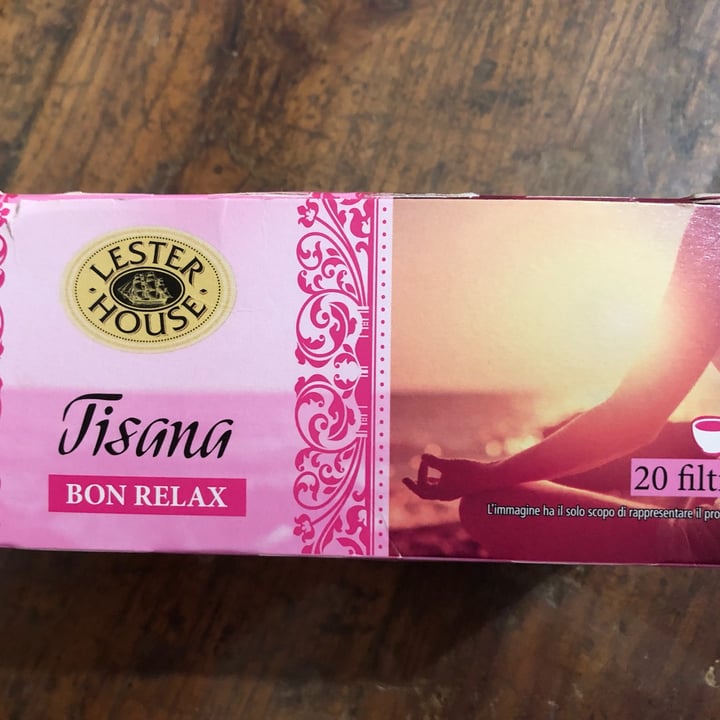 LESTER
HOUSE
Tisana
BON RELAX
20 filt
L'immagine ha il solo scopo di rappresentare il pro